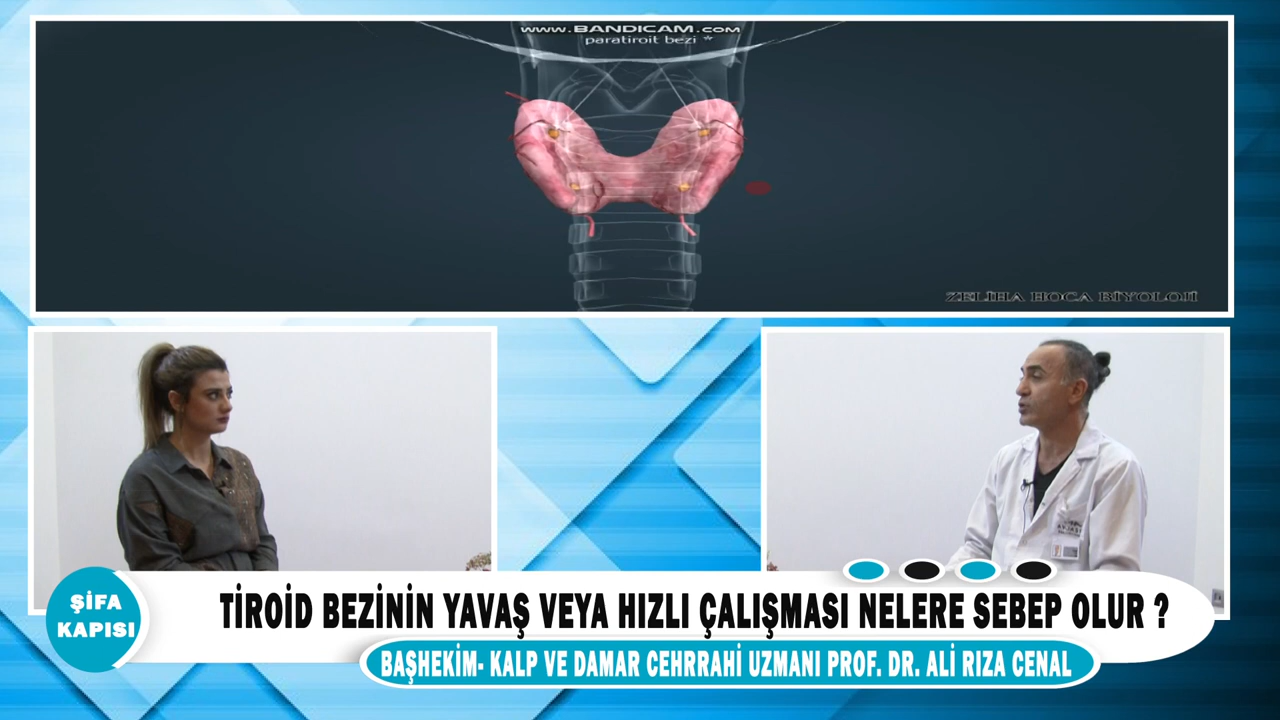 www.BANDICAM.com
paratiroit bezi *
ZELİHA HOCA BİYOLOJİ
ŞİFA
KAPISI
TİROİD BEZİNİN YAVAŞ VEYA HIZLI ÇALIŞMASI NELERE SEBEP OLUR ?
BAŞHEKİM- KALP VE DAMAR CEHRRAHİ UZMANI PROF. DR. ALİ RIZA CENAL